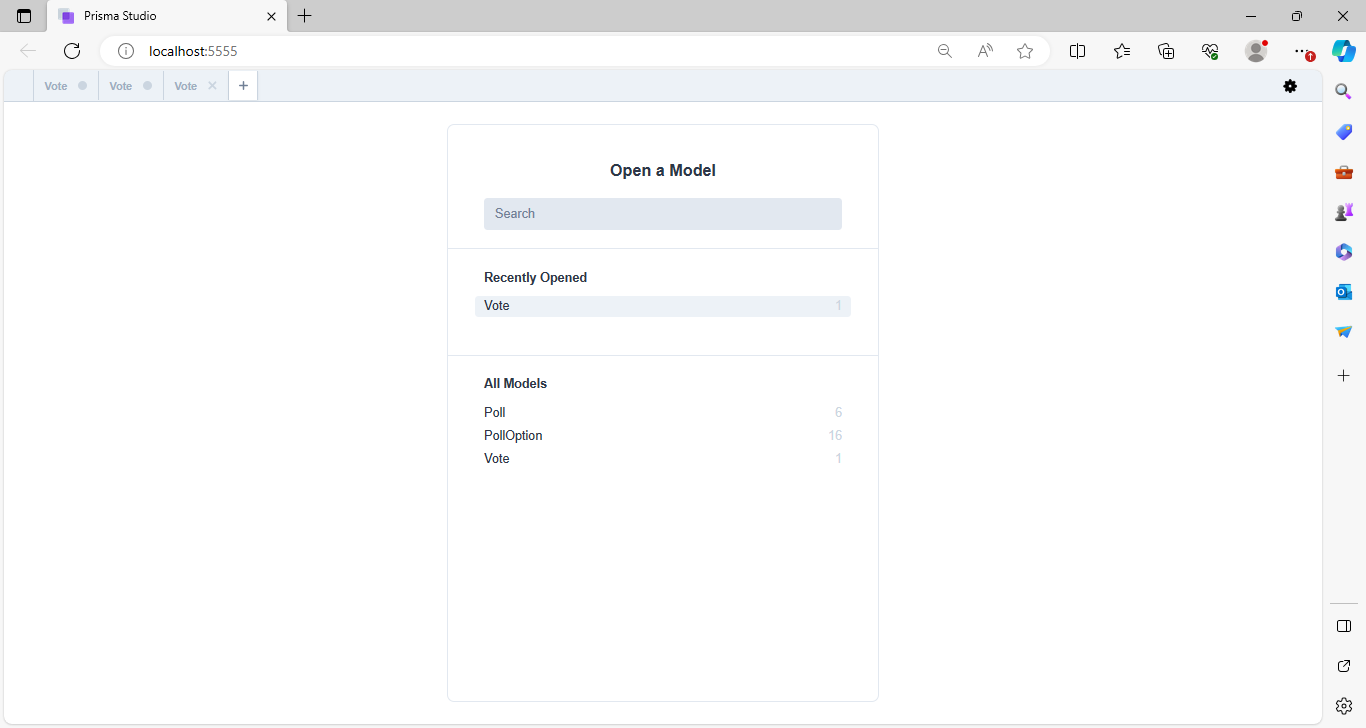 Prisma Studio
localhost:5555
Vote
Vote
Vote
Open a Model
Search
Recently Opened
Vote 1
All Models
Poll 6
PollOption 16
Vote 1